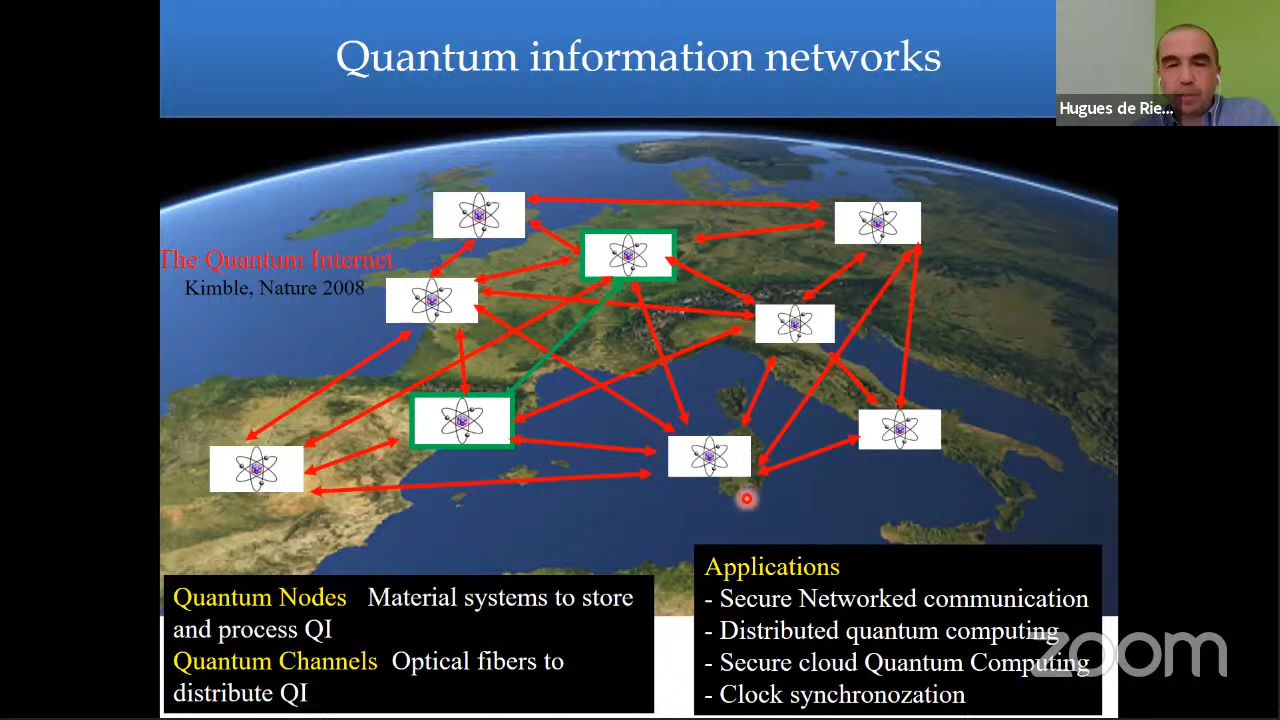 Quantum information networks
Hugues de Rie...
The Quantum Internet
Kimble, Nature 2008
Quantum Nodes Material systems to store
and process QI
Quantum Channels Optical fibers to
distribute QI
Applications
- Secure Networked communication
- Distributed quantum computing
- Secure cloud Quantum Computing
- Clock synchronozation
zoom